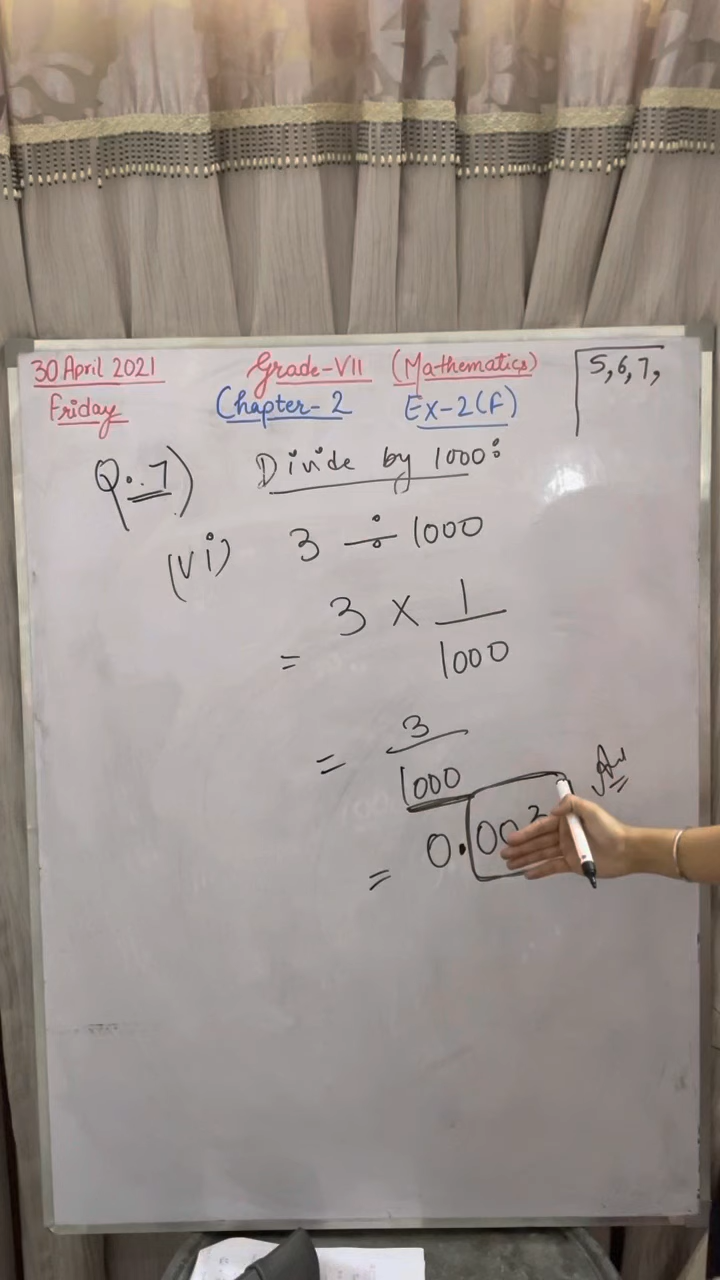 30 April 2021 Grade-VII (Mathematics) 5,6,7,
Friday Chapter-2 Ex-2(F)
Q.7) Divide by 1000:
(vi) 3 ÷ 1000
= 3 × 1/1000
= 3/1000
= 0.003 Ans